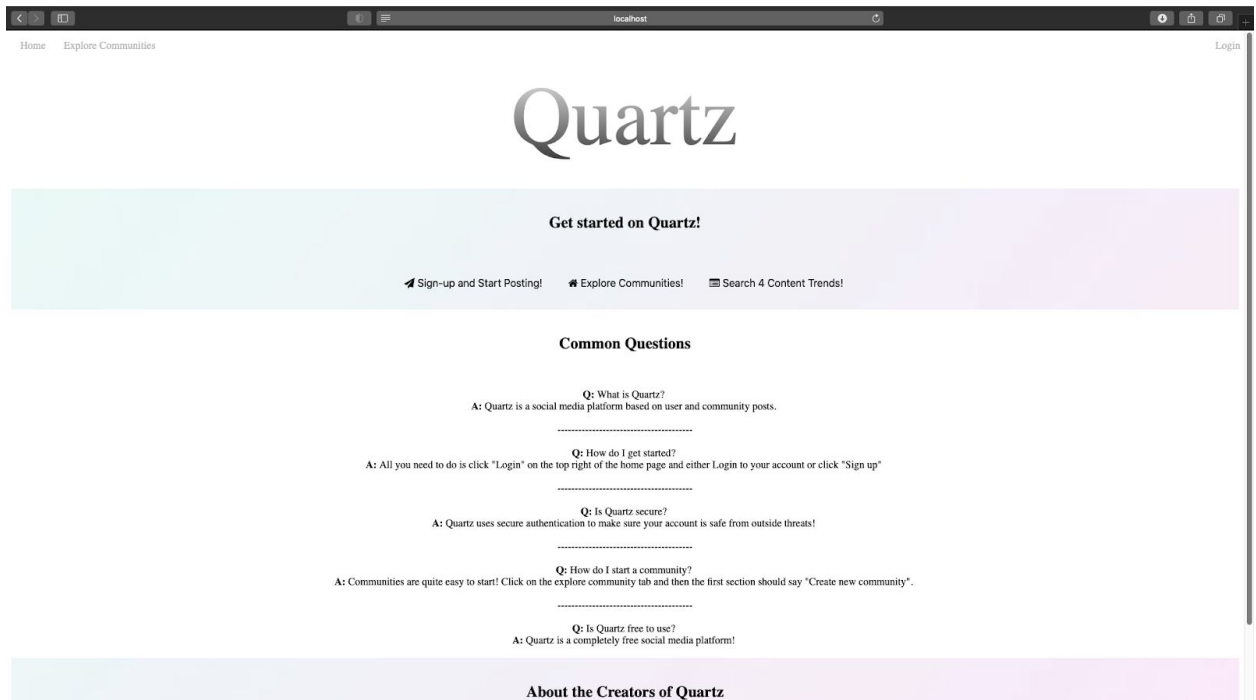 localhost
Home Explore Communities Login
Quartz
Get started on Quartz!
Sign-up and Start Posting! Explore Communities! Search 4 Content Trends!
Common Questions
Q: What is Quartz?
A: Quartz is a social media platform based on user and community posts.
---------------------------------------
Q: How do I get started?
A: All you need to do is click "Login" on the top right of the home page and either Login to your account or click "Sign up"
---------------------------------------
Q: Is Quartz secure?
A: Quartz uses secure authentication to make sure your account is safe from outside threats!
---------------------------------------
Q: How do I start a community?
A: Communities are quite easy to start! Click on the explore community tab and then the first section should say "Create new community".
---------------------------------------
Q: Is Quartz free to use?
A: Quartz is a completely free social media platform!
About the Creators of Quartz